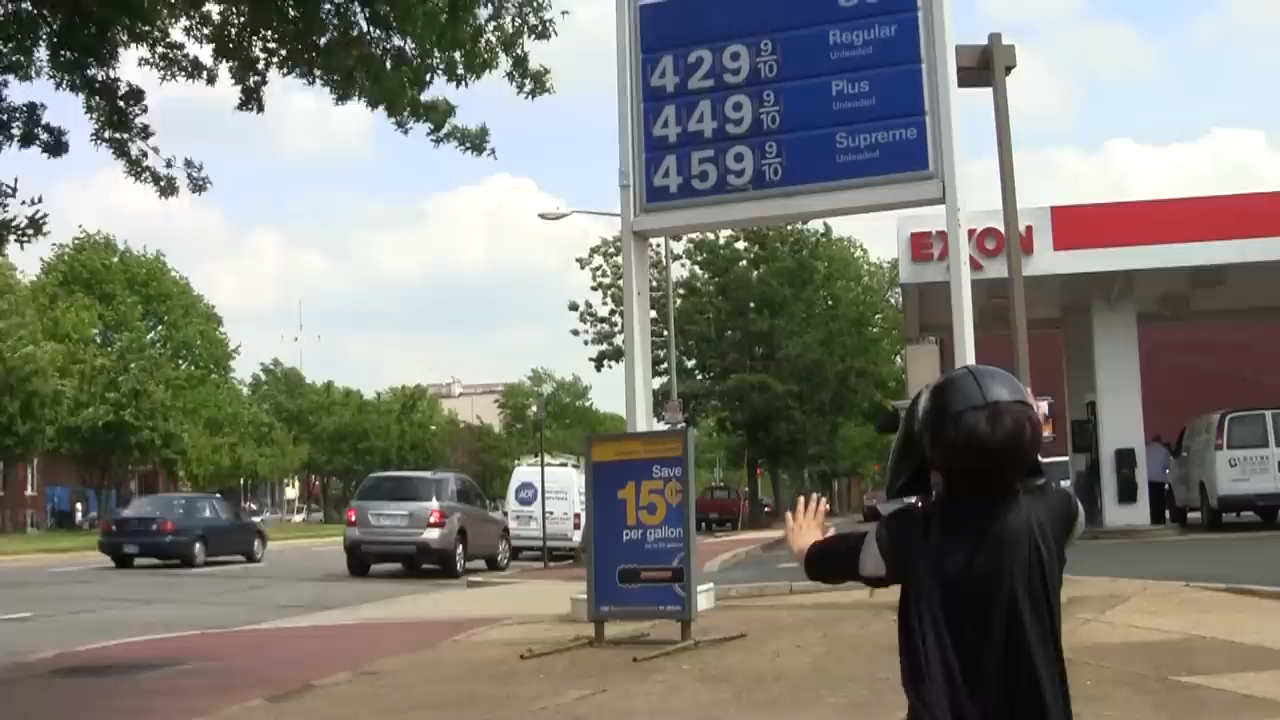 429 9/10 Regular
Unleaded
449 9/10 Plus
Unleaded
459 9/10 Supreme
Unleaded
EXXON
ADT
Save
15¢
per gallon